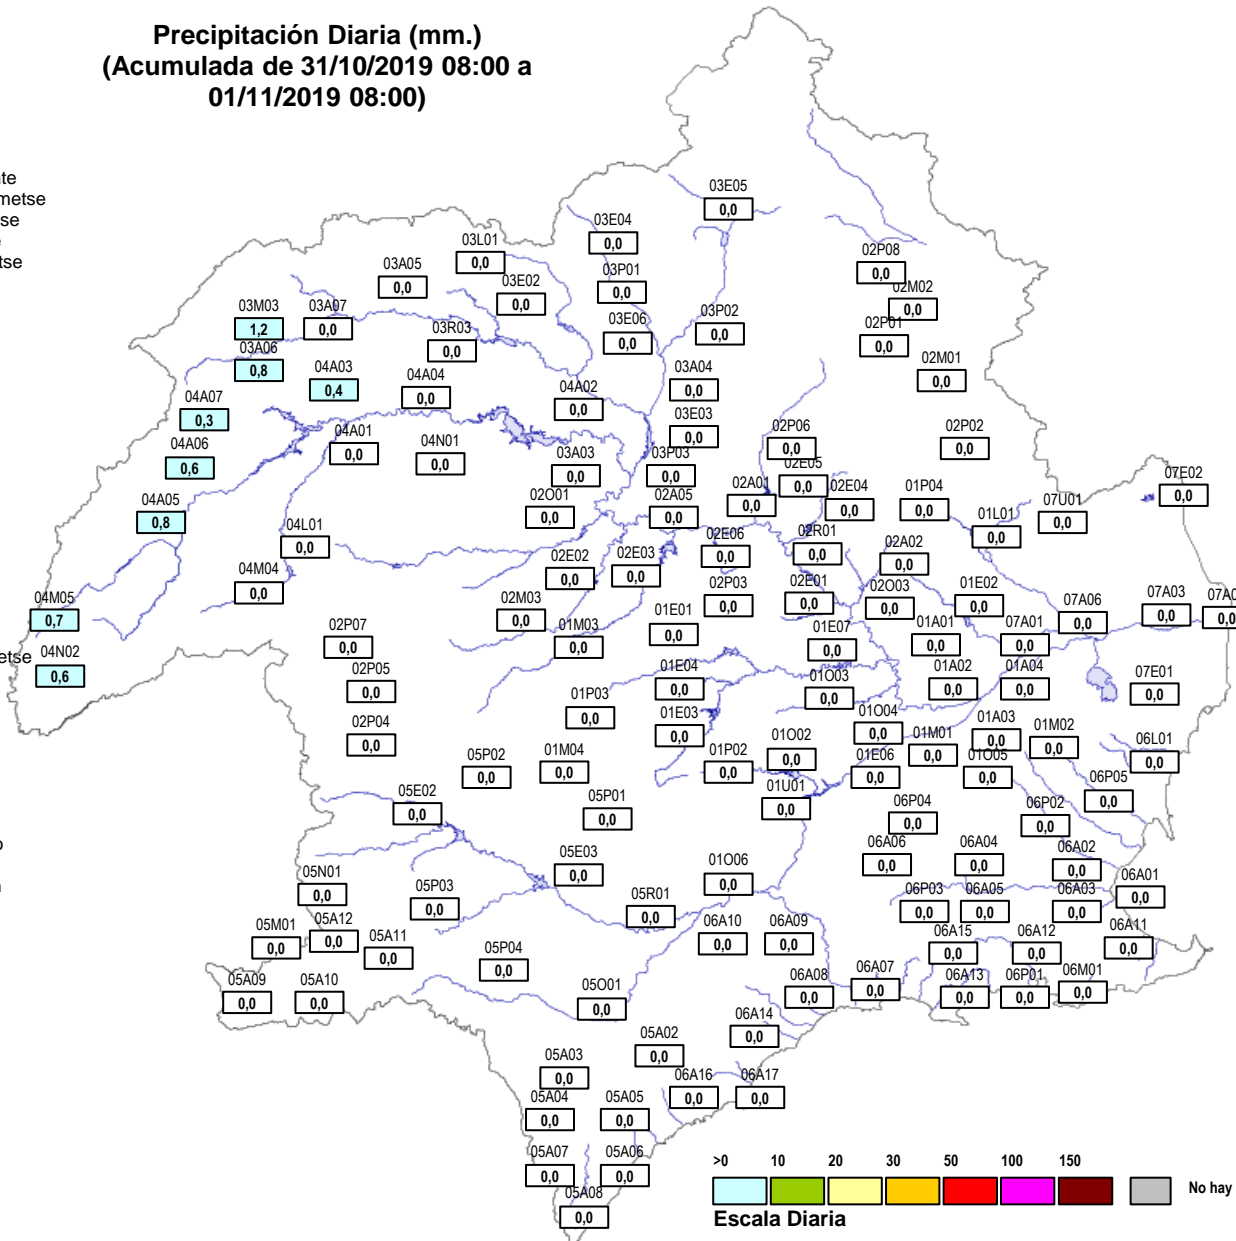 Precipitación Diaria (mm.)
(Acumulada de 31/10/2019 08:00 a
01/11/2019 08:00)
nte
metse
se
e
tse
03E05
0,0
03E04
0,0
03L01
0,0
02P08
0,0
03A05
0,0
03P01
0,0
03E02
0,0
02M02
0,0
03M03
1,2
03A07
0,0
03P02
0,0
03E06
0,0
03R03
0,0
02P01
0,0
03A06
0,8
02M01
0,0
04A03
0,4
04A04
0,0
03A04
0,0
04A02
0,0
04A07
0,3
03E03
0,0
04A01
0,0
02P06
0,0
02P02
0,0
04A06
0,6
04N01
0,0
03A03
0,0
03P03
0,0
02E05
0,0
07E02
0,0
02A01
0,0
02E04
0,0
01P04
0,0
04A05
0,8
02O01
0,0
02A05
0,0
07U01
0,0
01L01
0,0
04L01
0,0
02E06
0,0
02R01
0,0
02A02
0,0
02E02
0,0
02E03
0,0
04M04
0,0
02P03
0,0
02E01
0,0
02O03
0,0
01E02
0,0
04M05
0,7
02M03
0,0
07A06
0,0
07A03
0,0
07A0
0,0
01E01
0,0
02P07
0,0
01M03
0,0
01E07
0,0
01A01
0,0
07A01
0,0
etse
04N02
0,6
02P05
0,0
01E04
0,0
01O03
0,0
01A02
0,0
01A04
0,0
07E01
0,0
01P03
0,0
01E03
0,0
01O04
0,0
02P04
0,0
01A03
0,0
01M02
0,0
01M01
0,0
01O02
0,0
06L01
0,0
05P02
0,0
01M04
0,0
01P02
0,0
01E06
0,0
01O05
0,0
05E02
0,0
01U01
0,0
06P05
0,0
05P01
0,0
06P04
0,0
06P02
0,0
o
05E03
0,0
06A06
0,0
06A04
0,0
06A02
0,0
05N01
0,0
01O06
0,0
06A01
0,0
05P03
0,0
05R01
0,0
06P03
0,0
06A05
0,0
06A03
0,0
05M01
0,0
05A12
0,0
05A11
0,0
06A10
0,0
06A09
0,0
06A15
0,0
06A12
0,0
06A11
0,0
05P04
0,0
05A09
0,0
05A10
0,0
05O01
0,0
06A08
0,0
06A07
0,0
06A13
0,0
06P01
0,0
06M01
0,0
06A14
0,0
05A02
0,0
05A03
0,0
06A16
0,0
06A17
0,0
05A04
0,0
05A05
0,0
05A07
0,0
05A06
0,0
05A08
0,0
>0 10 20 30 50 100 150
No hay
Escala Diaria